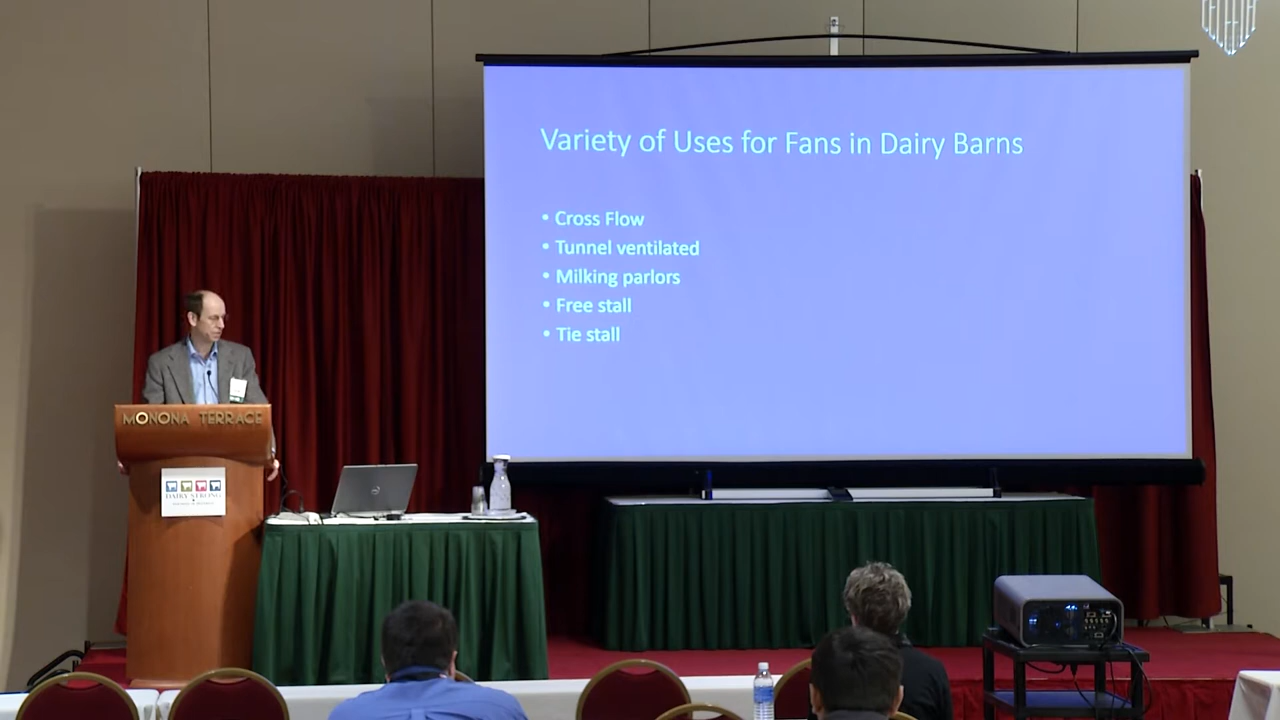 Variety of Uses for Fans in Dairy Barns
• Cross Flow
• Tunnel ventilated
• Milking parlors
• Free stall
• Tie stall
MONONA TERRACE
DAIRY STRONG